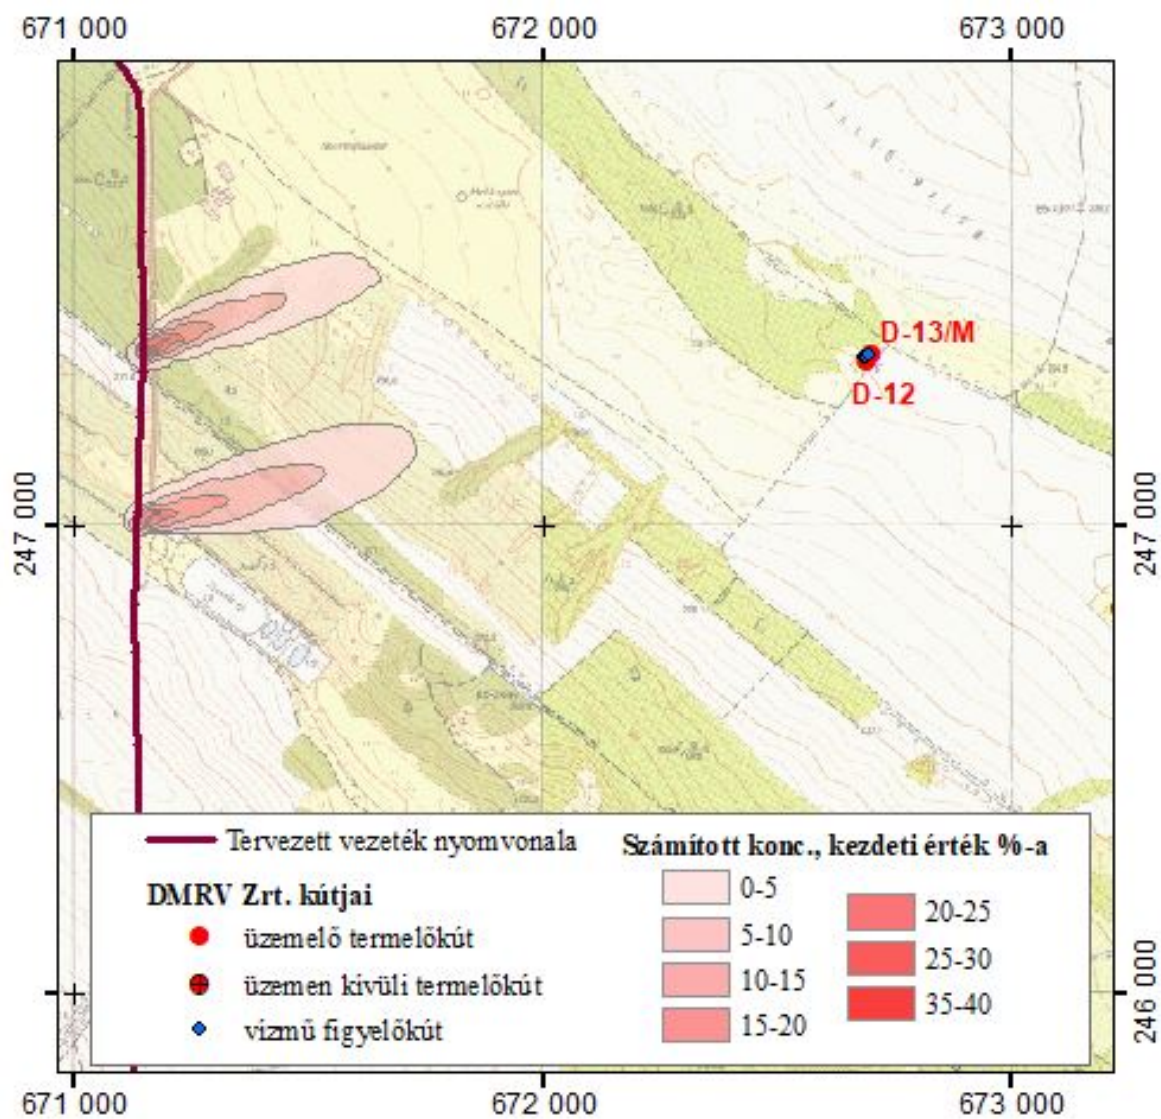 671 000 672 000 673 000
D-13/M
D-12
247 000 247 000
Tervezett vezeték nyomvonala
DMRV Zrt. kútjai
üzemelő termelőkút
üzemen kívüli termelőkút
vízmű figyelőkút
Számított konc., kezdeti érték %-a
0-5
5-10
10-15
15-20
20-25
25-30
35-40
246 000
671 000 672 000 673 000